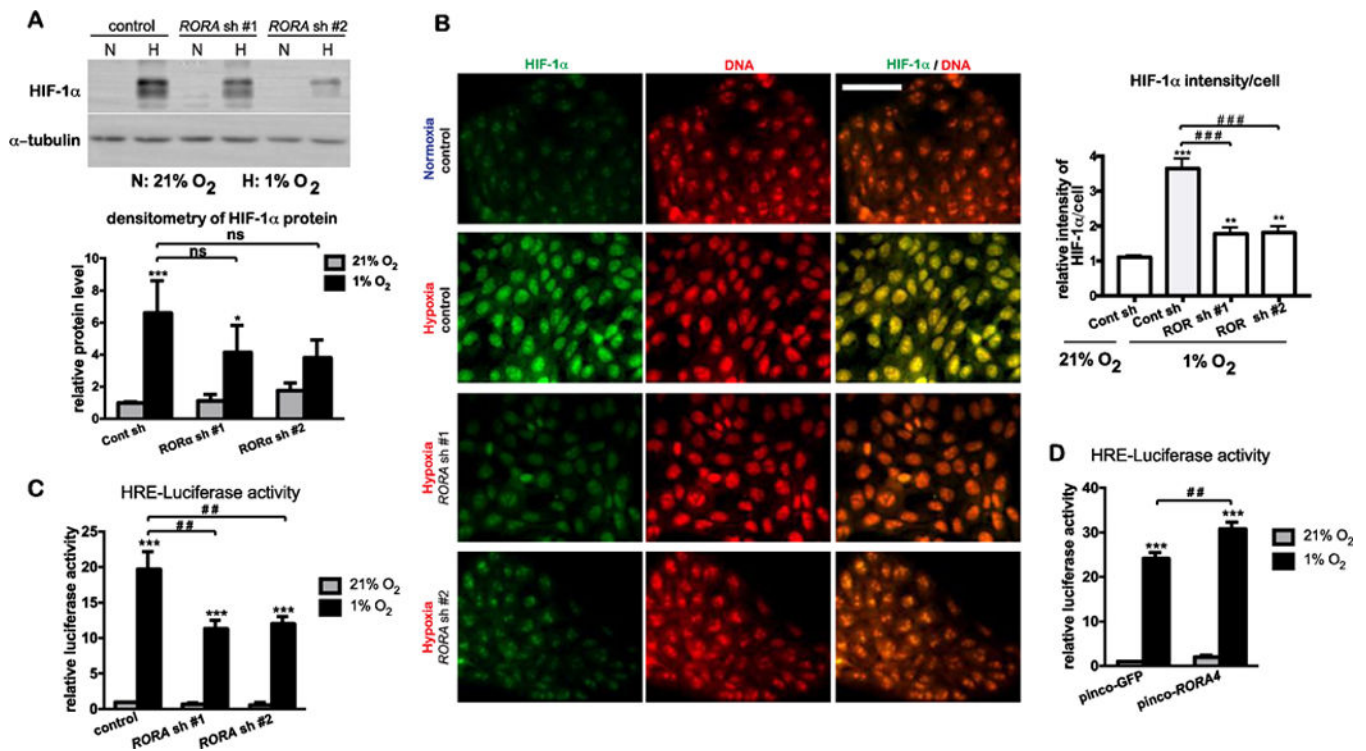 A
control RORA sh #1 RORA sh #2
N H N H N H
HIF-1α
α-tubulin
N: 21% O2 H: 1% O2
densitometry of HIF-1α protein
ns
ns
*** *
21% O2
1% O2
relative protein level
10
8
6
4
2
0
Cont sh RORα sh #1 RORα sh #2
B
HIF-1α DNA HIF-1α / DNA
Normoxia
control
Hypoxia
control
Hypoxia
RORA sh #1
Hypoxia
RORA sh #2
HIF-1α intensity/cell
###
###
*** ** **
relative intensity of
HIF-1α/cell
4
3
2
1
0
Cont sh Cont sh ROR sh #1 ROR sh #2
21% O2 1% O2
C
HRE-Luciferase activity
##
##
*** *** ***
21% O2
1% O2
relative luciferase activity
25
20
15
10
5
0
control RORA sh #1 RORA sh #2
D
HRE-Luciferase activity
##
*** ***
21% O2
1% O2
relative luciferase activity
40
30
20
10
0
pinco-GFP pinco-RORA4